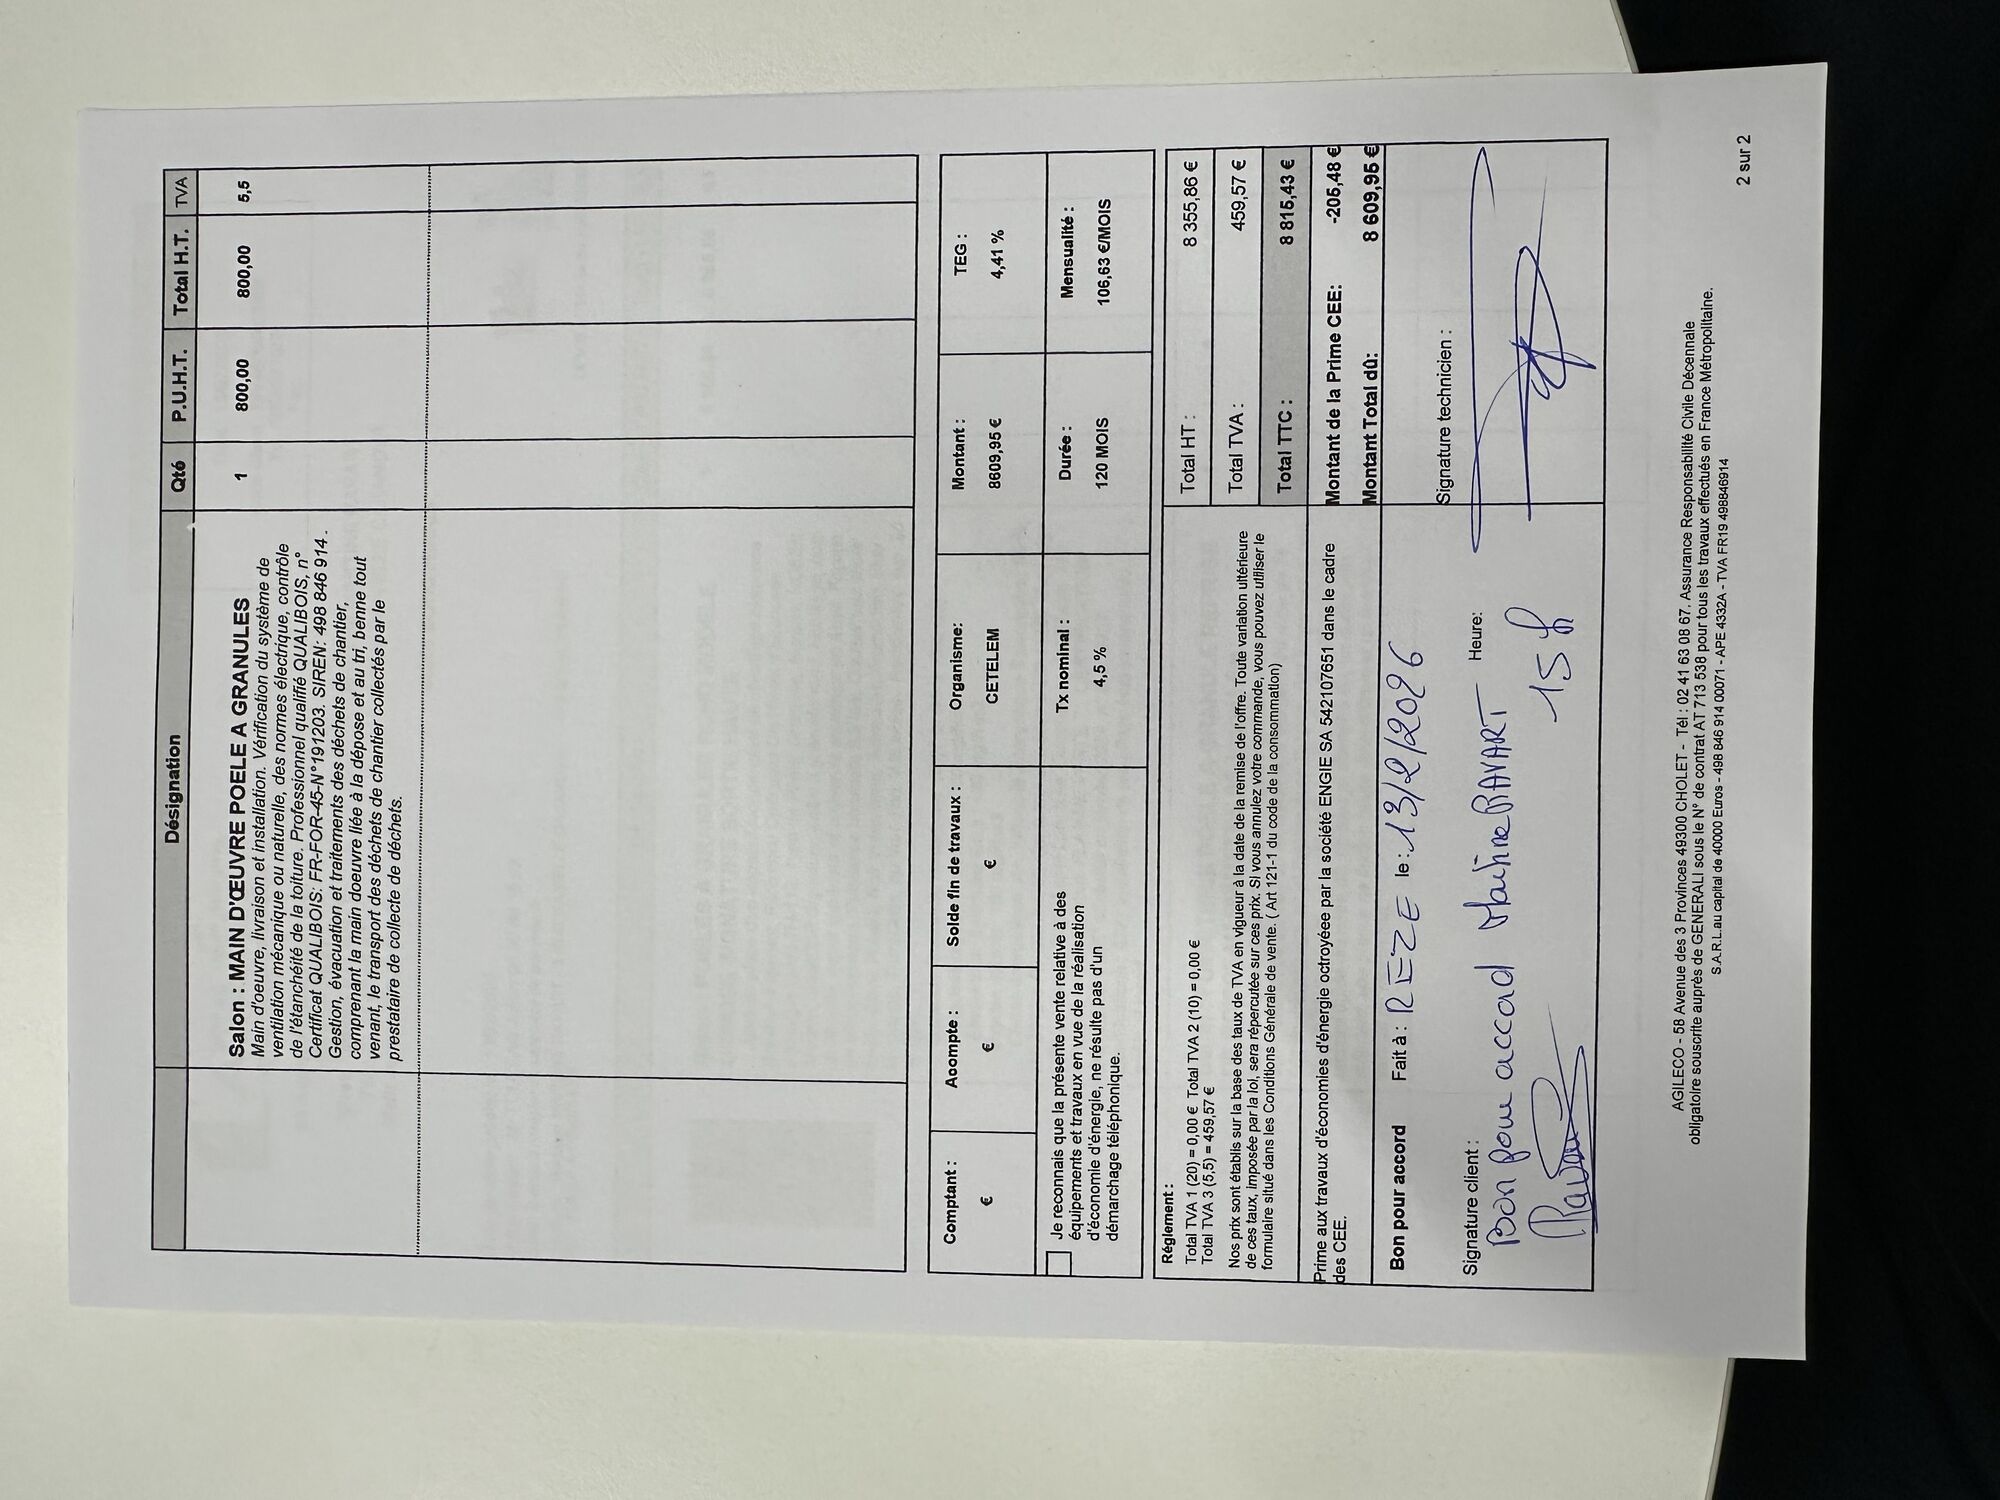 Désignation Qté P.U.H.T. Total H.T. TVA
Salon : MAIN D'ŒUVRE POELE A GRANULES 1 800,00 800,00 5,5
Main d'oeuvre, livraison et installation. Vérification du système de
ventilation mécanique ou naturelle, des normes électrique, contrôle
de l'étanchéité de la toiture. Professionnel qualifié QUALIBOIS, n°
Certificat QUALIBOIS: FR-FOR-45-N°191203. SIREN: 498 846 914 .
Gestion, évacuation et traitements des déchets de chantier,
comprenant la main doeuvre liée à la dépose et au tri, benne tout
venant, le transport des déchets de chantier collectés par le
prestataire de collecte de déchets.
Comptant : Acompte : Solde fin de travaux : Organisme: Montant : TEG :
€ € € CETELEM 8609,95 € 4,41 %
Je reconnais que la présente vente relative à des
équipements et travaux en vue de la réalisation
d'économie d'énergie, ne résulte pas d'un
démarchage téléphonique.
Tx nominal : Durée : Mensualité :
4,5 % 120 MOIS 106,63 €/MOIS
Réglement :
Total TVA 1 (20) = 0,00 € Total TVA 2 (10) = 0,00 €
Total TVA 3 (5,5) = 459,57 €
Nos prix sont établis sur la base des taux de TVA en vigueur à la date de la remise de l'offre. Toute variation ultérieure
de ces taux, imposée par la loi, sera répercutée sur ces prix. Si vous annulez votre commande, vous pouvez utiliser le
formulaire situé dans les Conditions Générale de vente. ( Art 121-1 du code de la consommation)
Total HT : 8 355,86 €
Total TVA : 459,57 €
Total TTC : 8 815,43 €
Prime aux travaux d'économies d'énergie octroyéee par la société ENGIE SA 542107651 dans le cadre
des CEE.
Montant de la Prime CEE: -205,48 €
Montant Total dû: 8 609,95 €
Bon pour accord Fait à : REZE le : 13/2/2026
Signature client : Heure: Signature technicien :
Bon pour accord Martine RAVART
15 h
AGILECO - 58 Avenue des 3 Provinces 49300 CHOLET - Tél : 02 41 63 08 67. Assurance Responsabilité Civile Décennale
obligatoire souscrite auprès de GENERALI sous le N° de contrat AT 713 538 pour tous les travaux effectués en France Métropolitaine.
S.A.R.L.au capital de 40000 Euros - 498 846 914 00071 - APE 4332A - TVA FR19 498846914
2 sur 2